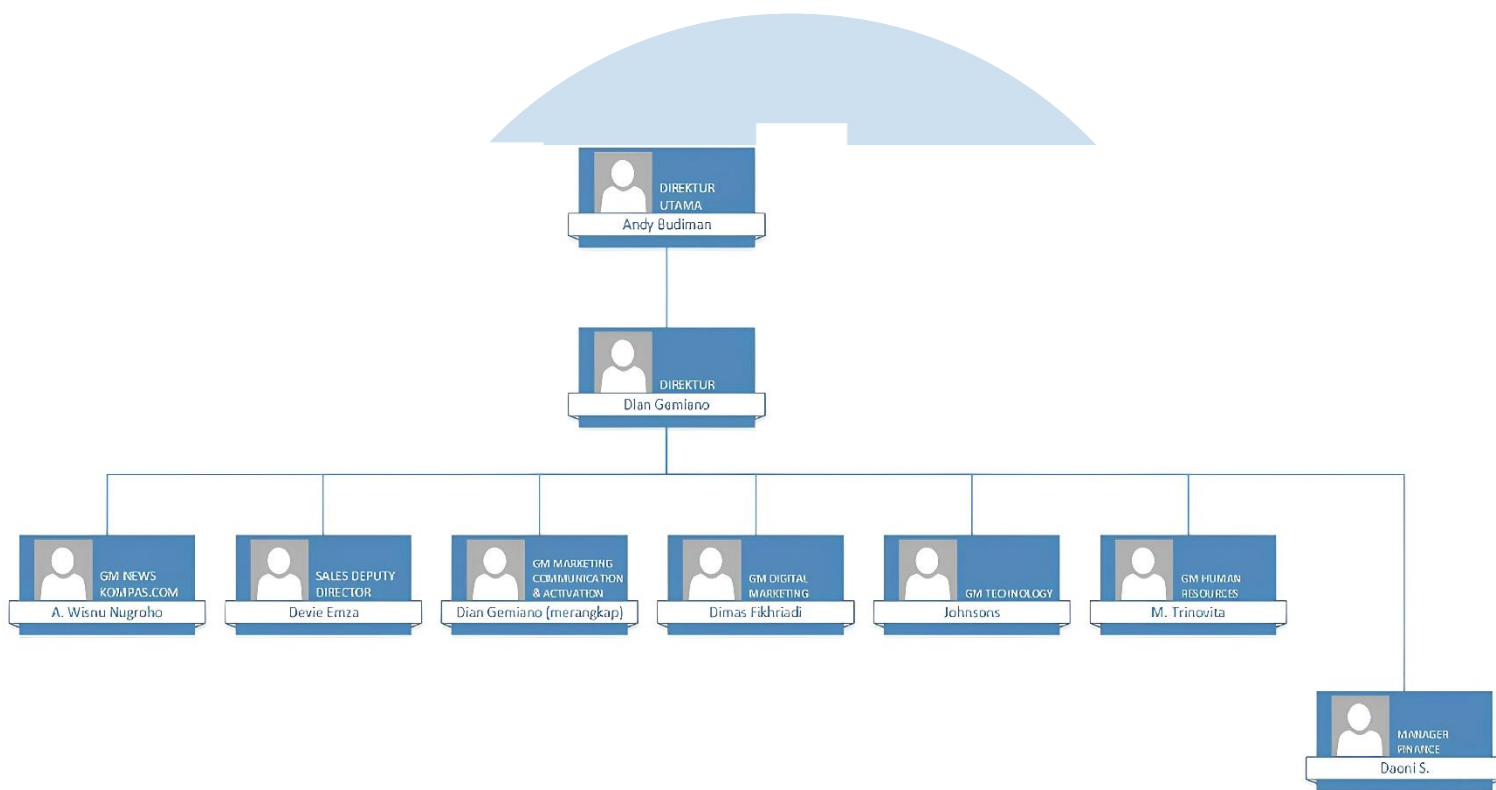 DIREKTUR
UTAMA
Andy Budiman
DIREKTUR
Dian Gemiano
GM NEWS
KOMPAS.COM
A. Wisnu Nugroho
SALES DEPUTY
DIRECTOR
Devie Emza
GM MARKETING
COMMUNICATION
& ACTIVATION
Dian Gemiano (merangkap)
GM DIGITAL
MARKETING
Dimas Fikhriadi
GM TECHNOLOGY
Johnsons
GM HUMAN
RESOURCES
M. Trinovita
MANAGER
FINANCE
Daoni S.